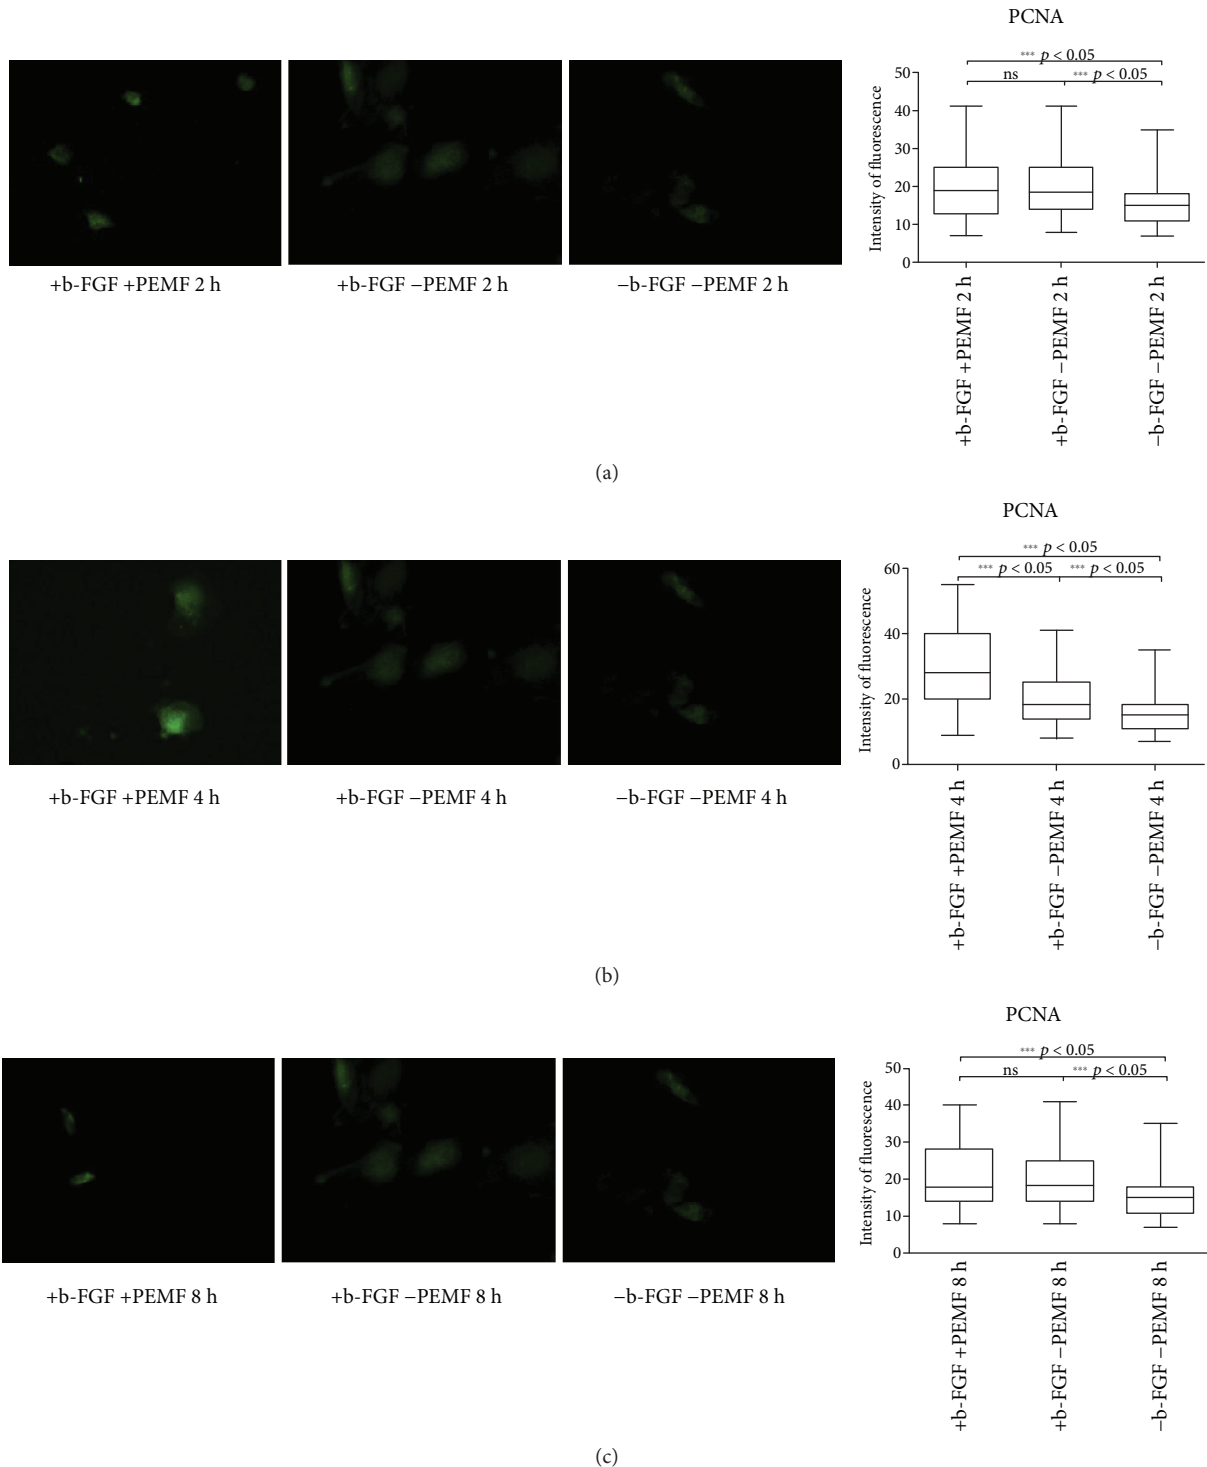 PCNA
*** p < 0.05
ns
*** p < 0.05
50
40
30
20
10
0
Intensity of fluorescence
+b-FGF +PEMF 2 h
+b-FGF −PEMF 2 h
−b-FGF −PEMF 2 h
+b-FGF +PEMF 2 h
+b-FGF −PEMF 2 h
−b-FGF −PEMF 2 h
(a)
PCNA
*** p < 0.05
*** p < 0.05
*** p < 0.05
60
40
20
0
Intensity of fluorescence
+b-FGF +PEMF 4 h
+b-FGF −PEMF 4 h
−b-FGF −PEMF 4 h
+b-FGF +PEMF 4 h
+b-FGF −PEMF 4 h
−b-FGF −PEMF 4 h
(b)
PCNA
*** p < 0.05
ns
*** p < 0.05
50
40
30
20
10
0
Intensity of fluorescence
+b-FGF +PEMF 8 h
+b-FGF −PEMF 8 h
−b-FGF −PEMF 8 h
+b-FGF +PEMF 8 h
+b-FGF −PEMF 8 h
−b-FGF −PEMF 8 h
(c)